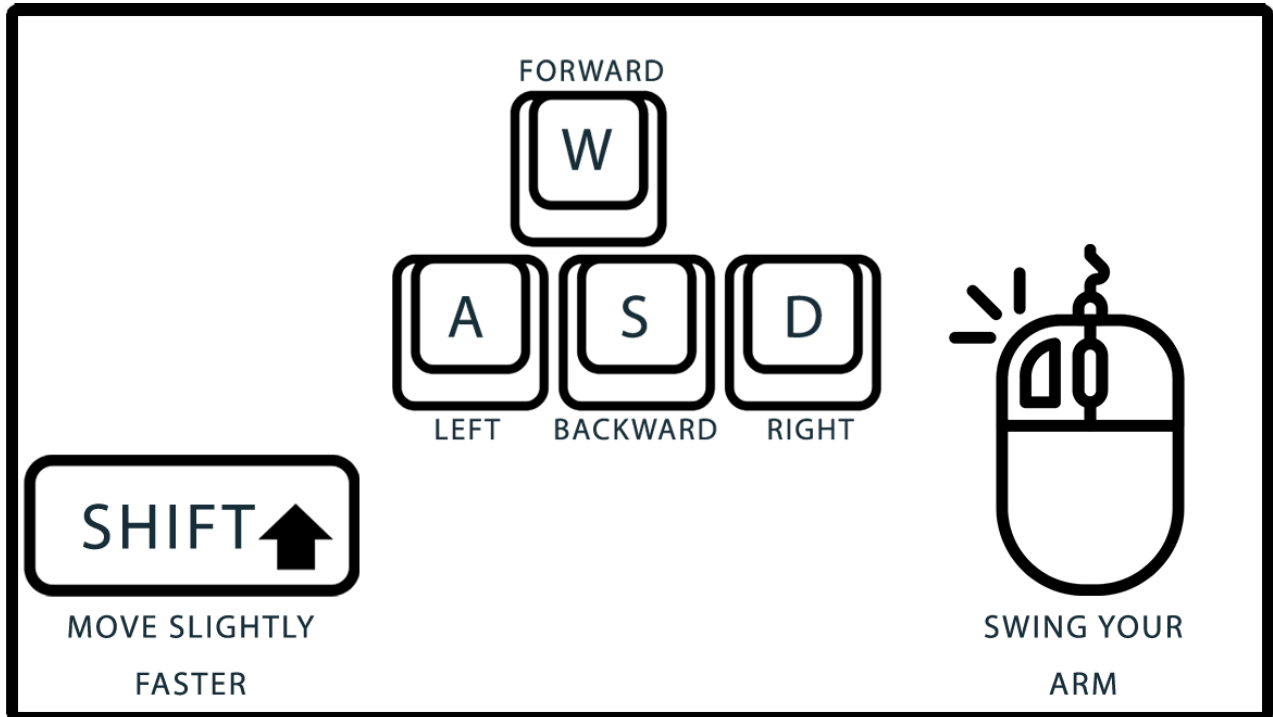 FORWARD
W
A
S
D
LEFT
BACKWARD
RIGHT
SHIFT
MOVE SLIGHTLY
FASTER
SWING YOUR
ARM